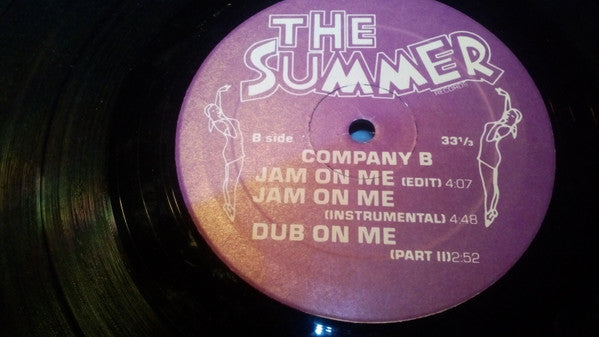 THE
SUMMER
RECORDS
B side
33⅓
COMPANY B
JAM ON ME (EDIT) 4:07
JAM ON ME
(INSTRUMENTAL) 4:48
DUB ON ME
(PART II) 2:52